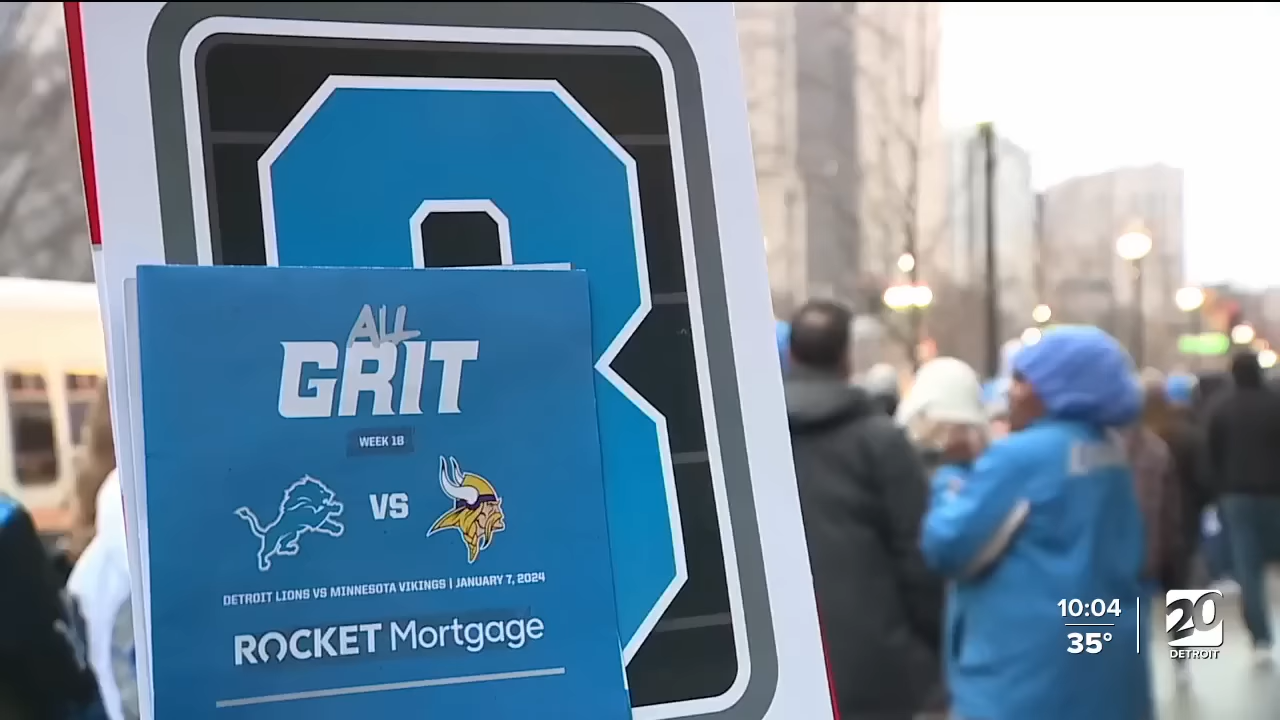 ALL
GRIT
WEEK 18
VS
DETROIT LIONS VS MINNESOTA VIKINGS | JANUARY 7, 2024
ROCKET Mortgage
10:04
35°
20
DETROIT